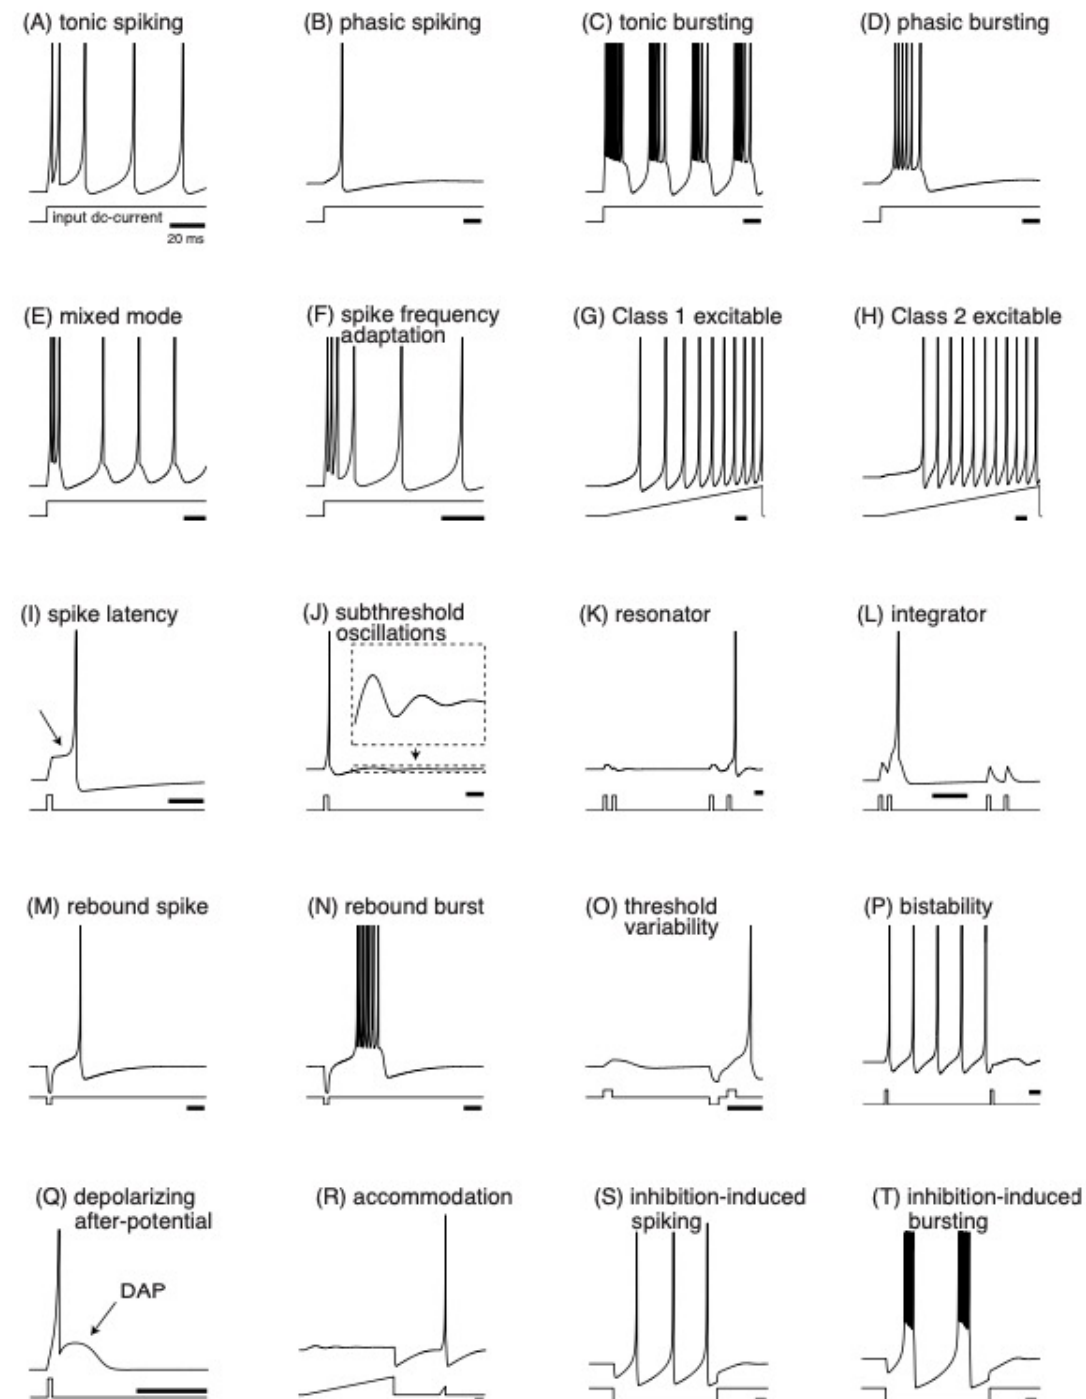 (A) tonic spiking
(B) phasic spiking
(C) tonic bursting
(D) phasic bursting
input dc-current
20 ms
(E) mixed mode
(F) spike frequency
adaptation
(G) Class 1 excitable
(H) Class 2 excitable
(I) spike latency
(J) subthreshold
oscillations
(K) resonator
(L) integrator
(M) rebound spike
(N) rebound burst
(O) threshold
variability
(P) bistability
(Q) depolarizing
after-potential
DAP
(R) accommodation
(S) inhibition-induced
spiking
(T) inhibition-induced
bursting